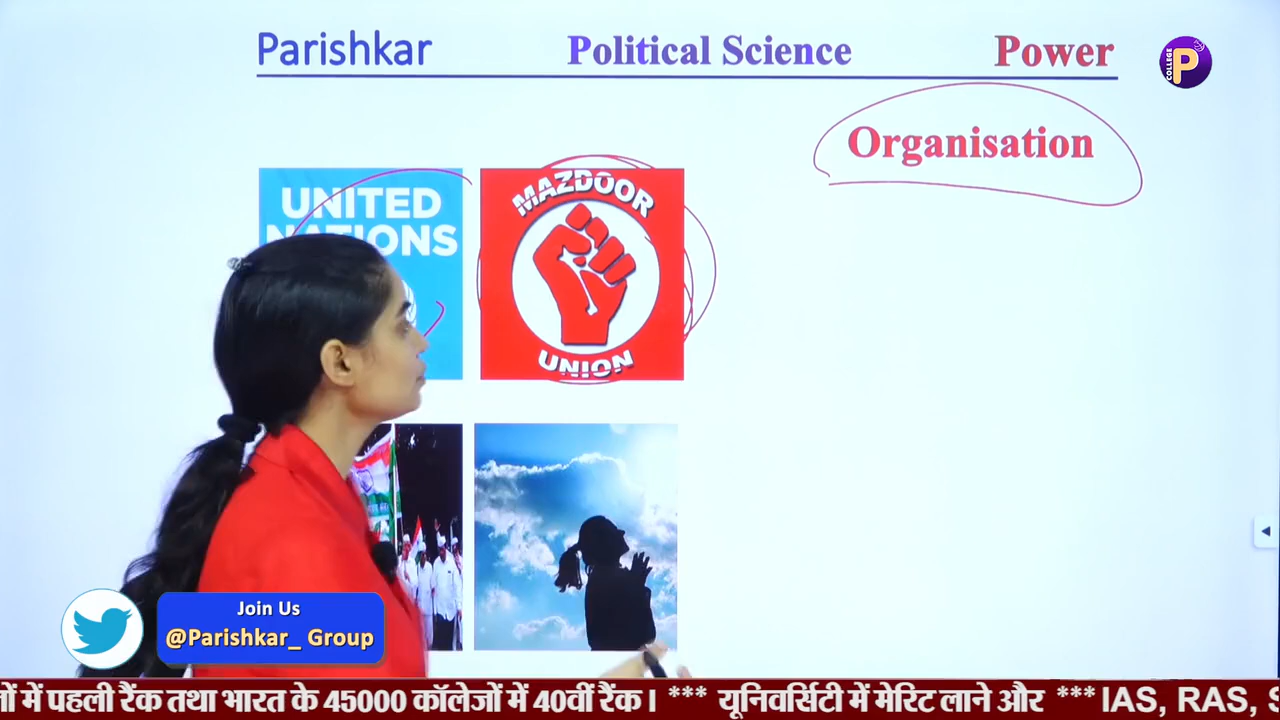 Parishkar Political Science Power
COLLEGE P
Organisation
UNITED
NATIONS
MAZDOOR
UNION
Join Us
@Parishkar_ Group
में पहली रैंक तथा भारत के 45000 कॉलेजों में 40वीं रैंक । *** यूनिवर्सिटी में मेरिट लाने और *** IAS, RAS,